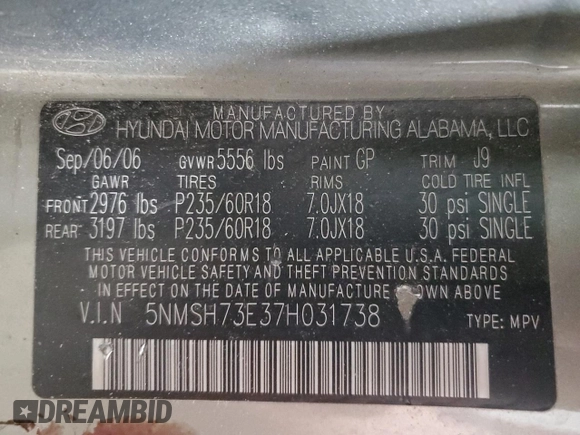 MANUFACTURED BY
HYUNDAI MOTOR MANUFACTURING ALABAMA, LLC
Sep/06/06 GVWR 5556 lbs PAINT GP TRIM J9
GAWR TIRES RIMS COLD TIRE INFL
FRONT 2976 lbs P235/60R18 7.0JX18 30 psi SINGLE
REAR 3197 lbs P235/60R18 7.0JX18 30 psi SINGLE
THIS VEHICLE CONFORMS TO ALL APPLICABLE U.S.A. FEDERAL
MOTOR VEHICLE SAFETY AND THEFT PREVENTION STANDARDS
IN EFFECT ON THE DATE OF MANUFACTURE SHOWN ABOVE.
V.I.N 5NMSH73E37H031738 TYPE: MPV
DREAMBID